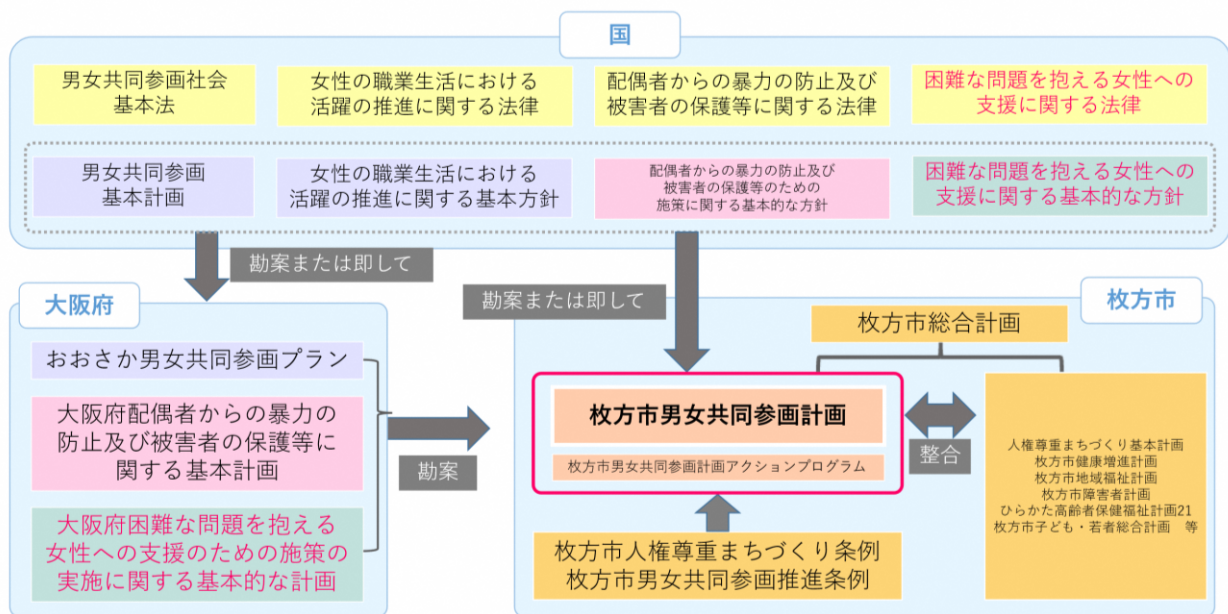 国
男女共同参画社会
基本法
女性の職業生活における
活躍の推進に関する法律
配偶者からの暴力の防止及び
被害者の保護等に関する法律
困難な問題を抱える女性への
支援に関する法律
男女共同参画
基本計画
女性の職業生活における
活躍の推進に関する基本方針
配偶者からの暴力の防止及び
被害者の保護等のための
施策に関する基本的な方針
困難な問題を抱える女性への
支援に関する基本的な方針
勘案または即して
勘案または即して
大阪府
おおさか男女共同参画プラン
大阪府配偶者からの暴力の
防止及び被害者の保護等に
関する基本計画
大阪府困難な問題を抱える
女性への支援のための施策の
実施に関する基本的な計画
勘案
枚方市
枚方市総合計画
枚方市男女共同参画計画
枚方市男女共同参画計画アクションプログラム
整合
人権尊重まちづくり基本計画
枚方市健康増進計画
枚方市地域福祉計画
枚方市障害者計画
ひらかた高齢者保健福祉計画21
枚方市子ども・若者総合計画　等
枚方市人権尊重まちづくり条例
枚方市男女共同参画推進条例